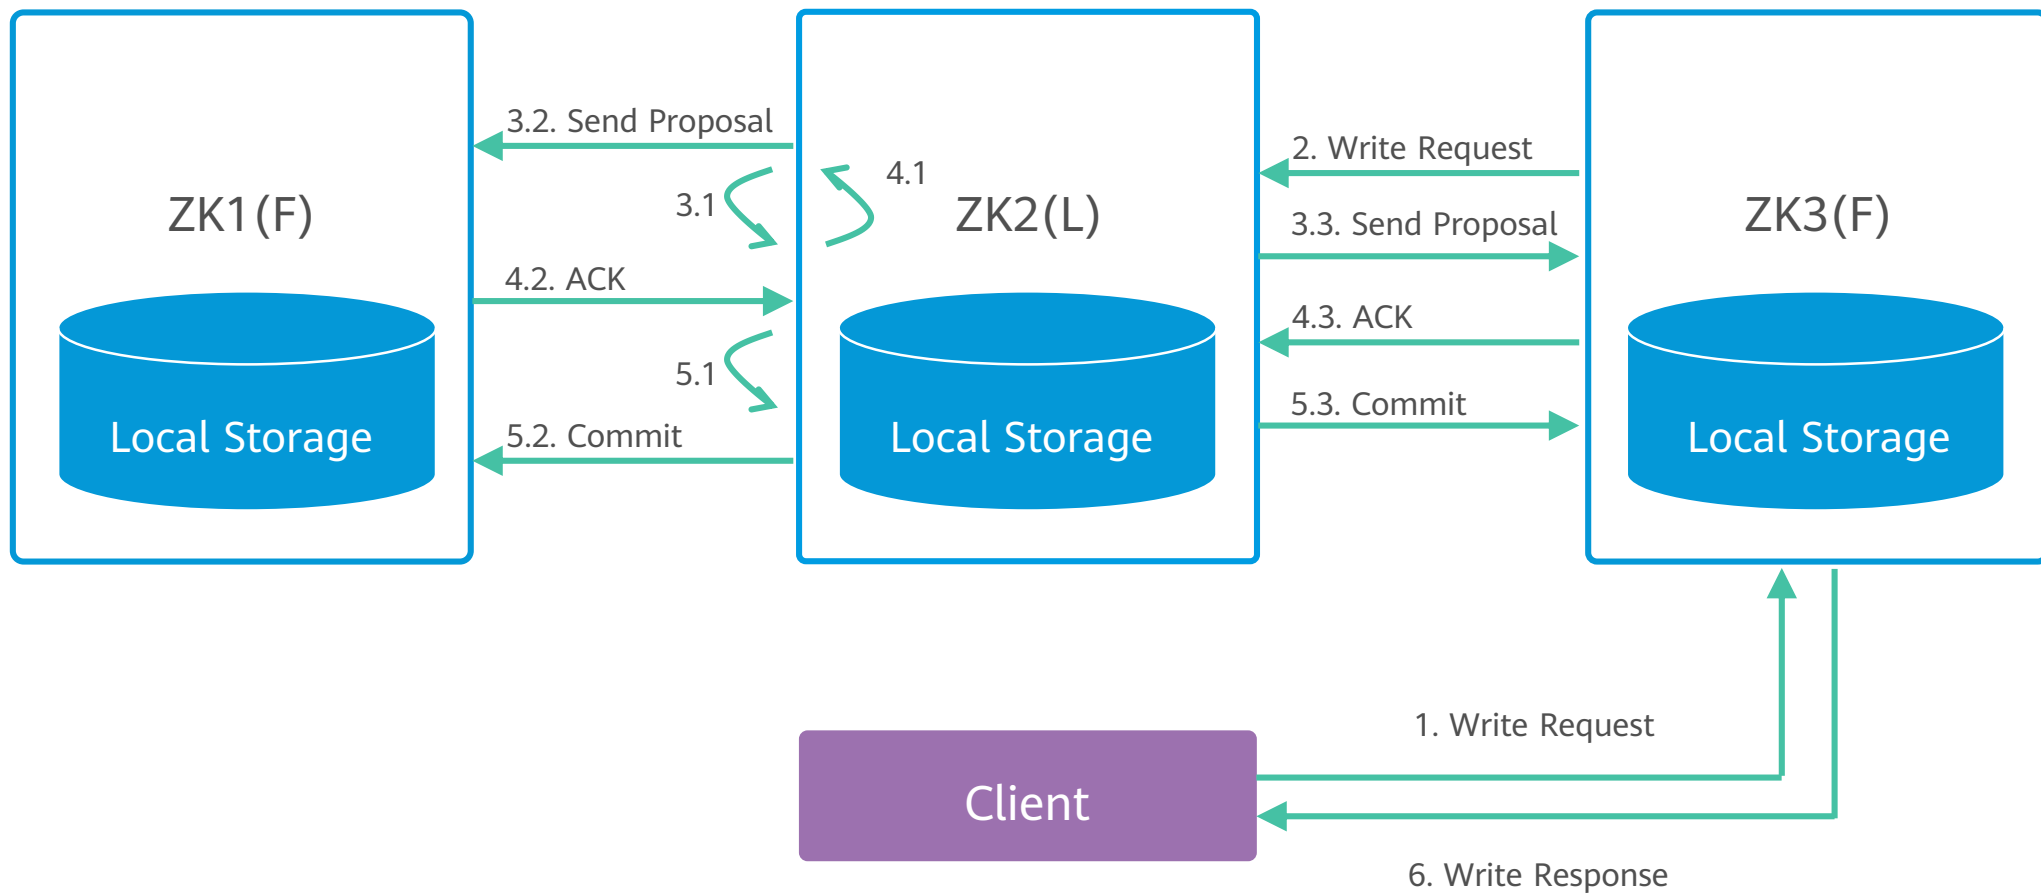 3.2. Send Proposal
2. Write Request
3.1
4.1
ZK1(F)
ZK2(L)
ZK3(F)
3.3. Send Proposal
4.2. ACK
4.3. ACK
5.1
5.2. Commit
5.3. Commit
Local Storage
Local Storage
Local Storage
1. Write Request
Client
6. Write Response